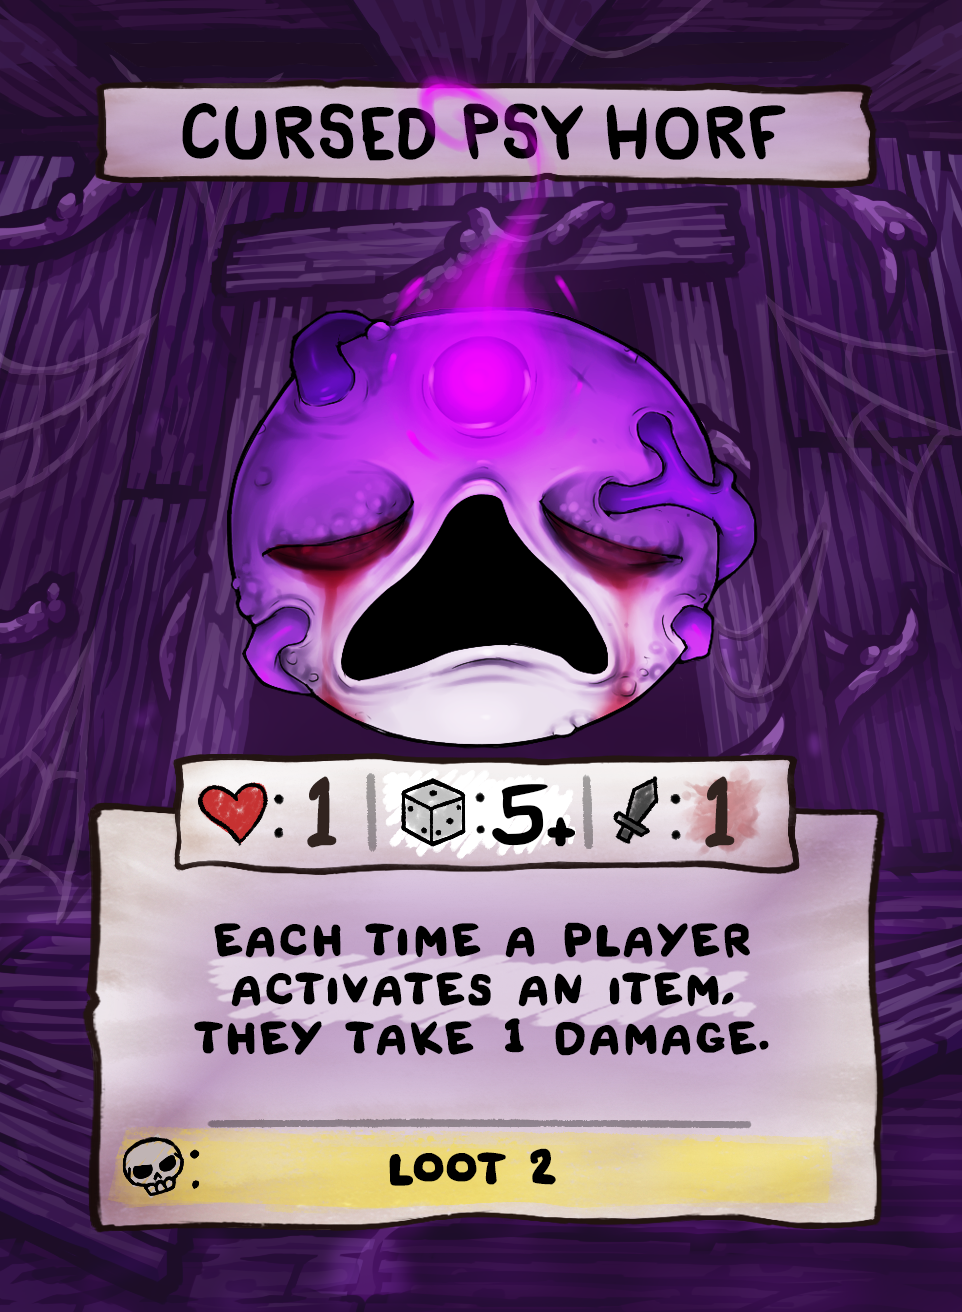 CURSED PSY HORF
: 1 | : 5+ | : 1
EACH TIME A PLAYER
ACTIVATES AN ITEM,
THEY TAKE 1 DAMAGE.
: LOOT 2